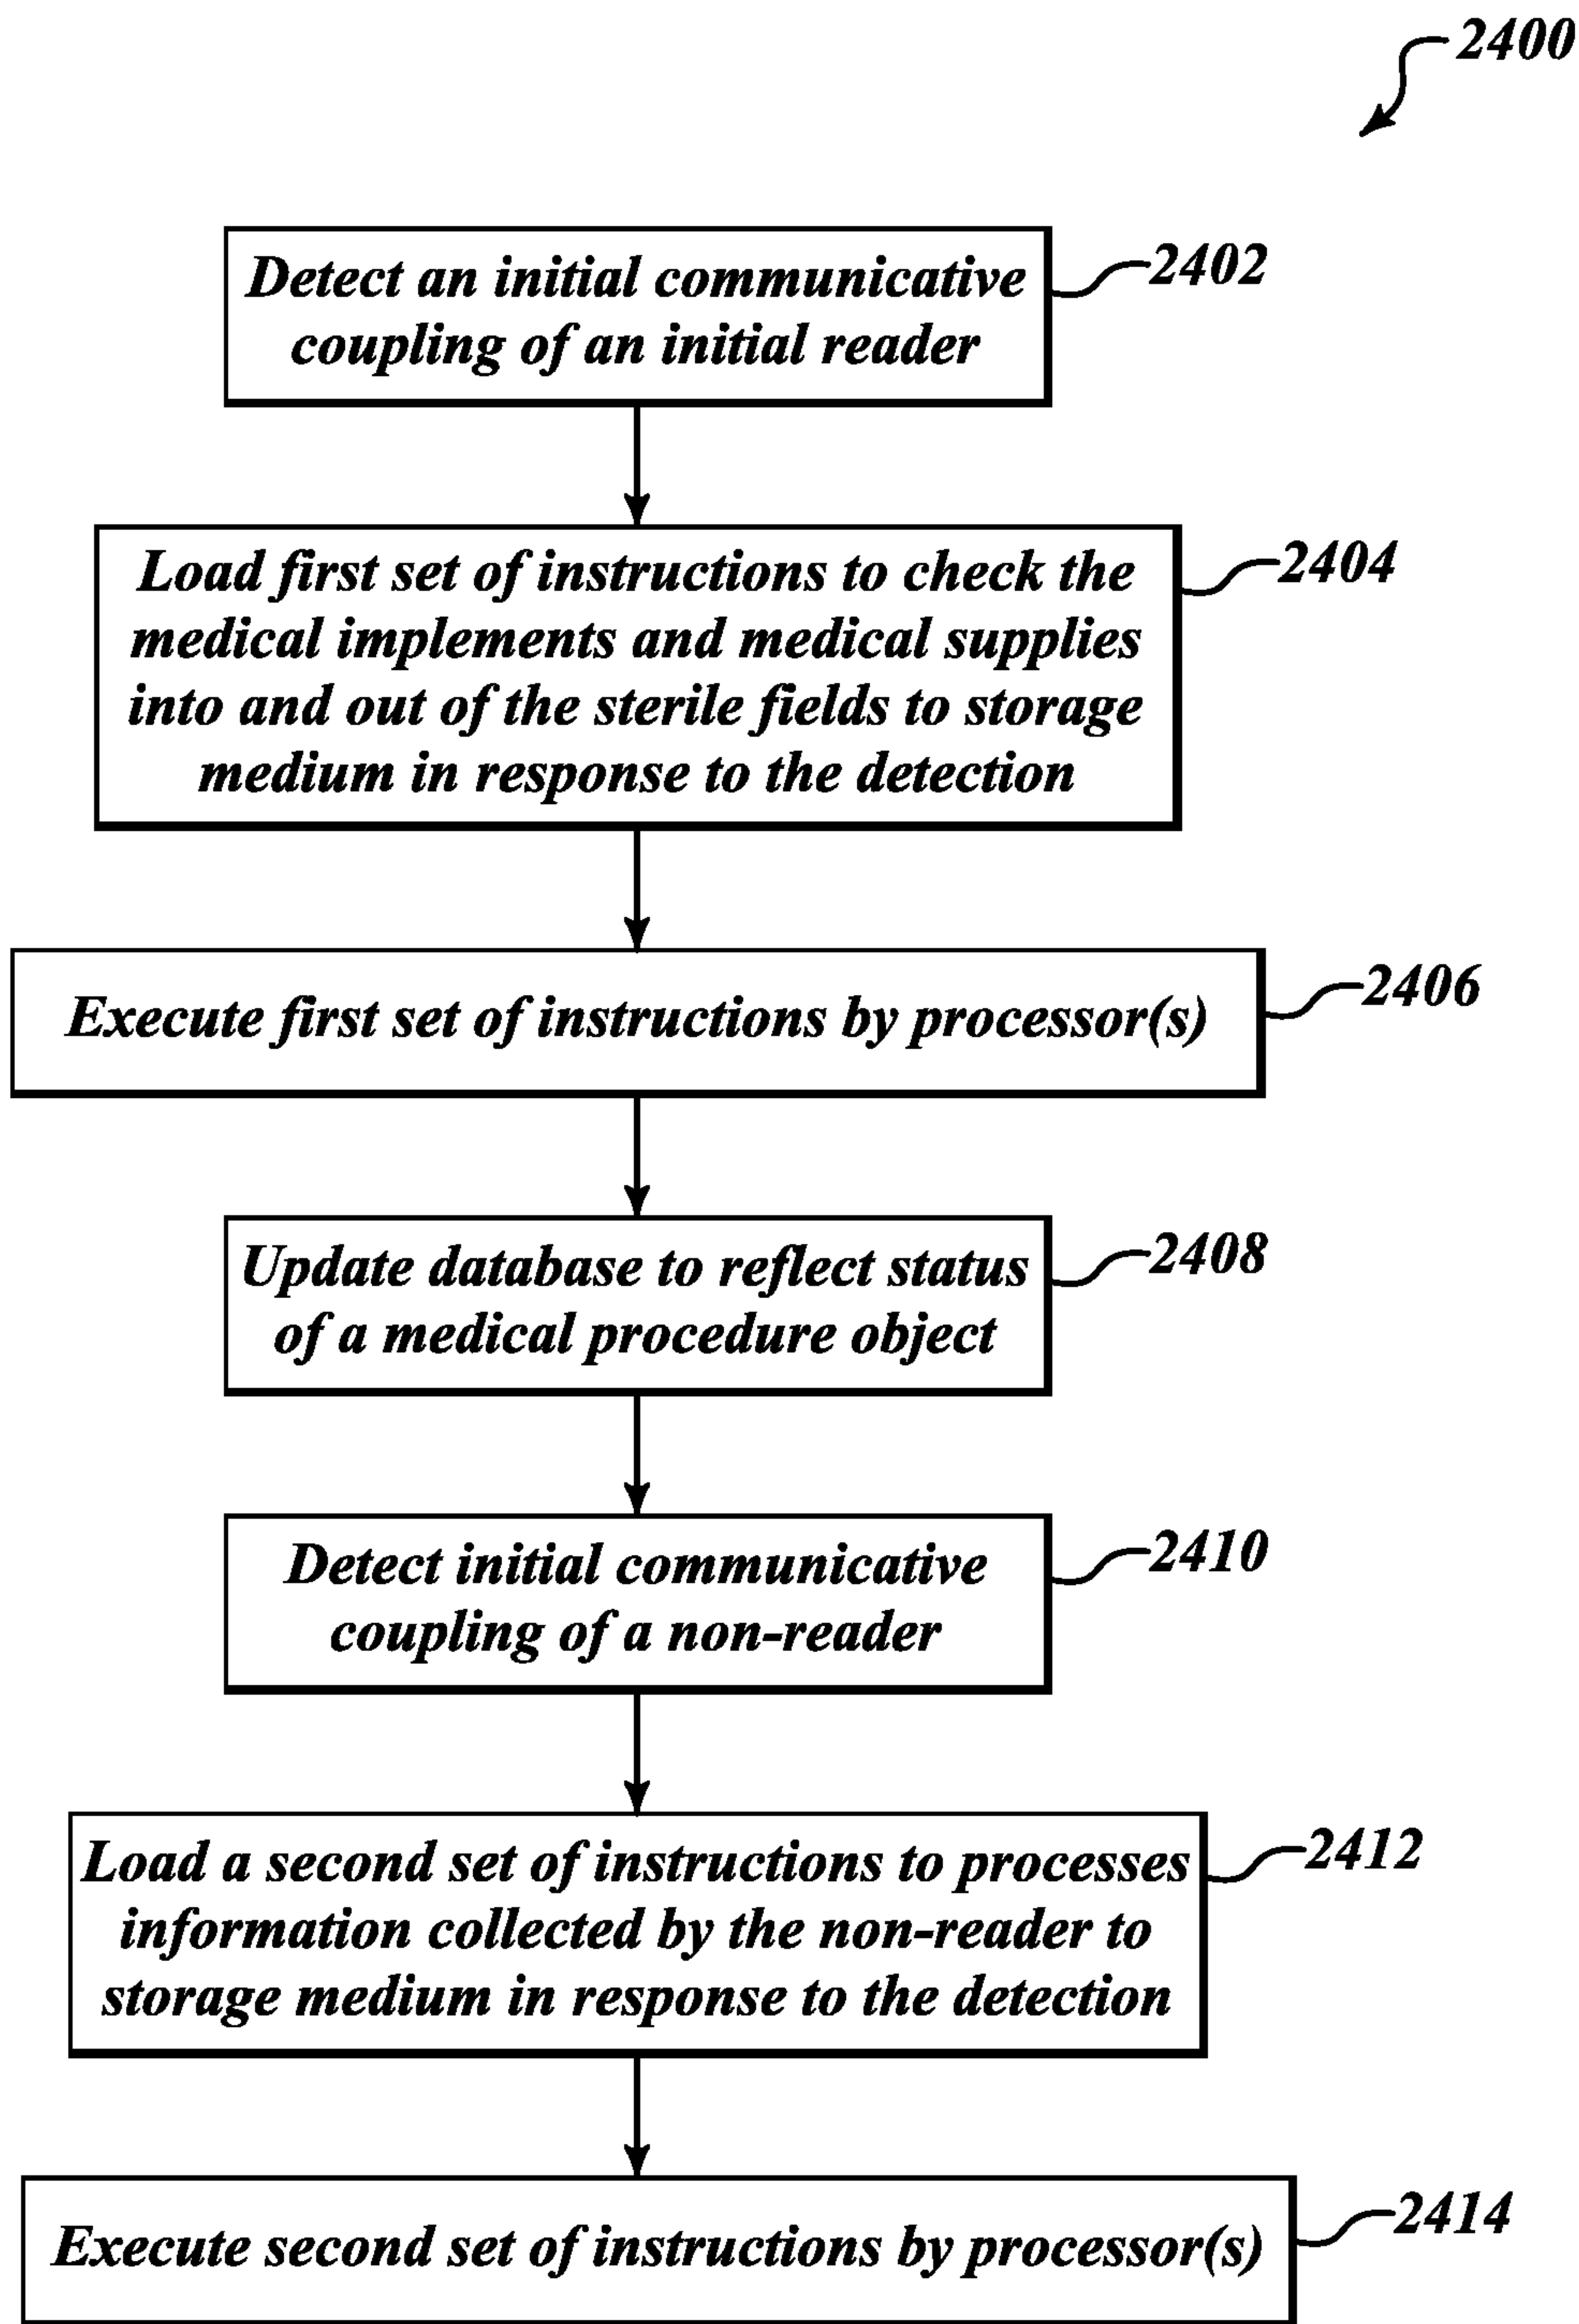 2400
Detect an initial communicative
coupling of an initial reader
2402
Load first set of instructions to check the
medical implements and medical supplies
into and out of the sterile fields to storage
medium in response to the detection
2404
Execute first set of instructions by processor(s)
2406
Update database to reflect status
of a medical procedure object
2408
Detect initial communicative
coupling of a non-reader
2410
Load a second set of instructions to processes
information collected by the non-reader to
storage medium in response to the detection
2412
Execute second set of instructions by processor(s)
2414